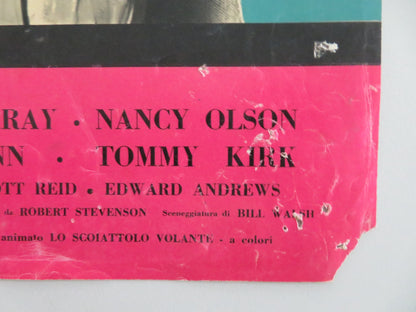 RAY • NANCY OLSON
NN • TOMMY KIRK
OTT REID • EDWARD ANDREWS
da ROBERT STEVENSON Sceneggiatura di BILL WALSH
animato LO SCOIATTOLO VOLANTE - a colori